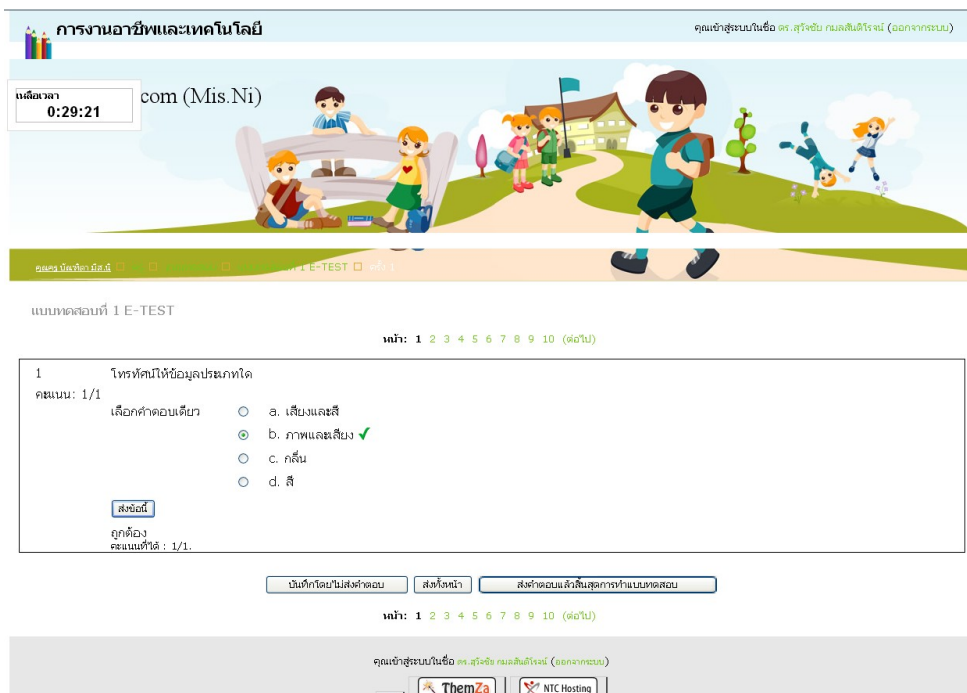 การงานอาชีพและเทคโนโลยี
คุณเข้าสู่ระบบในชื่อ ดร.สุวัจชัย กมลสันติโรจน์ (ออกจากระบบ)
เหลือเวลา
0:29:21
com (Mis.Ni)
E-TEST
แบบทดสอบที่ 1 E-TEST
หน้า: 1 2 3 4 5 6 7 8 9 10 (ต่อไป)
1 โทรทัศน์ให้ข้อมูลประเภทใด
คะแนน: 1/1
เลือกคำตอบเดียว a. เสียงและสี
b. ภาพและเสียง
c. กลิ่น
d. สี
ส่งข้อนี้
ถูกต้อง
คะแนนที่ได้ : 1/1.
บันทึกโดยไม่ส่งคำตอบ ส่งทั้งหน้า ส่งคำตอบแล้วสิ้นสุดการทำแบบทดสอบ
หน้า: 1 2 3 4 5 6 7 8 9 10 (ต่อไป)
คุณเข้าสู่ระบบในชื่อ ดร.สุวัจชัย กมลสันติโรจน์ (ออกจากระบบ)
ThemZa NTC Hosting